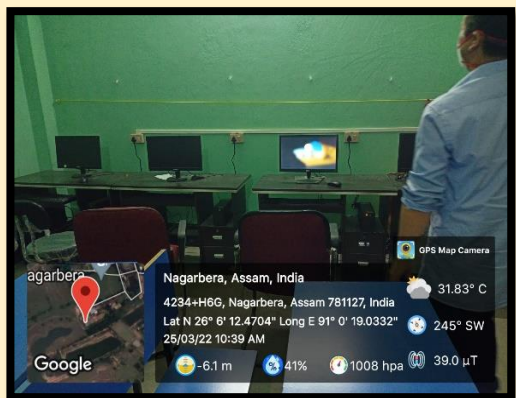 GPS Map Camera
agarbera
Google
Nagarbera, Assam, India
4234+H6G, Nagarbera, Assam 781127, India
Lat N 26° 6' 12.4704" Long E 91° 0' 19.0332"
25/03/22 10:39 AM
-6.1 m
41%
1008 hpa
31.83° C
245° SW
39.0 µT